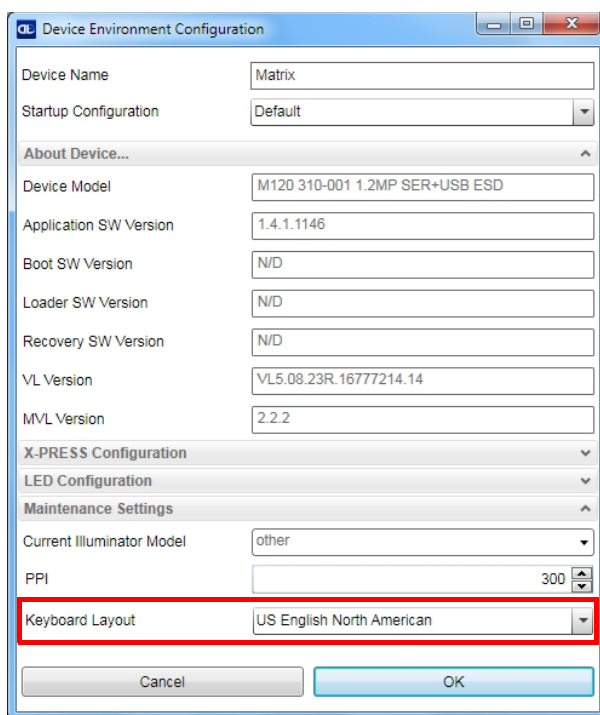 Device Environment Configuration
Device Name Matrix
Startup Configuration Default
About Device...
Device Model M120 310-001 1.2MP SER+USB ESD
Application SW Version 1.4.1.1146
Boot SW Version N/D
Loader SW Version N/D
Recovery SW Version N/D
VL Version VL5.08.23R.16777214.14
MVL Version 2.2.2
X-PRESS Configuration
LED Configuration
Maintenance Settings
Current Illuminator Model other
PPI 300
Keyboard Layout US English North American
Cancel OK